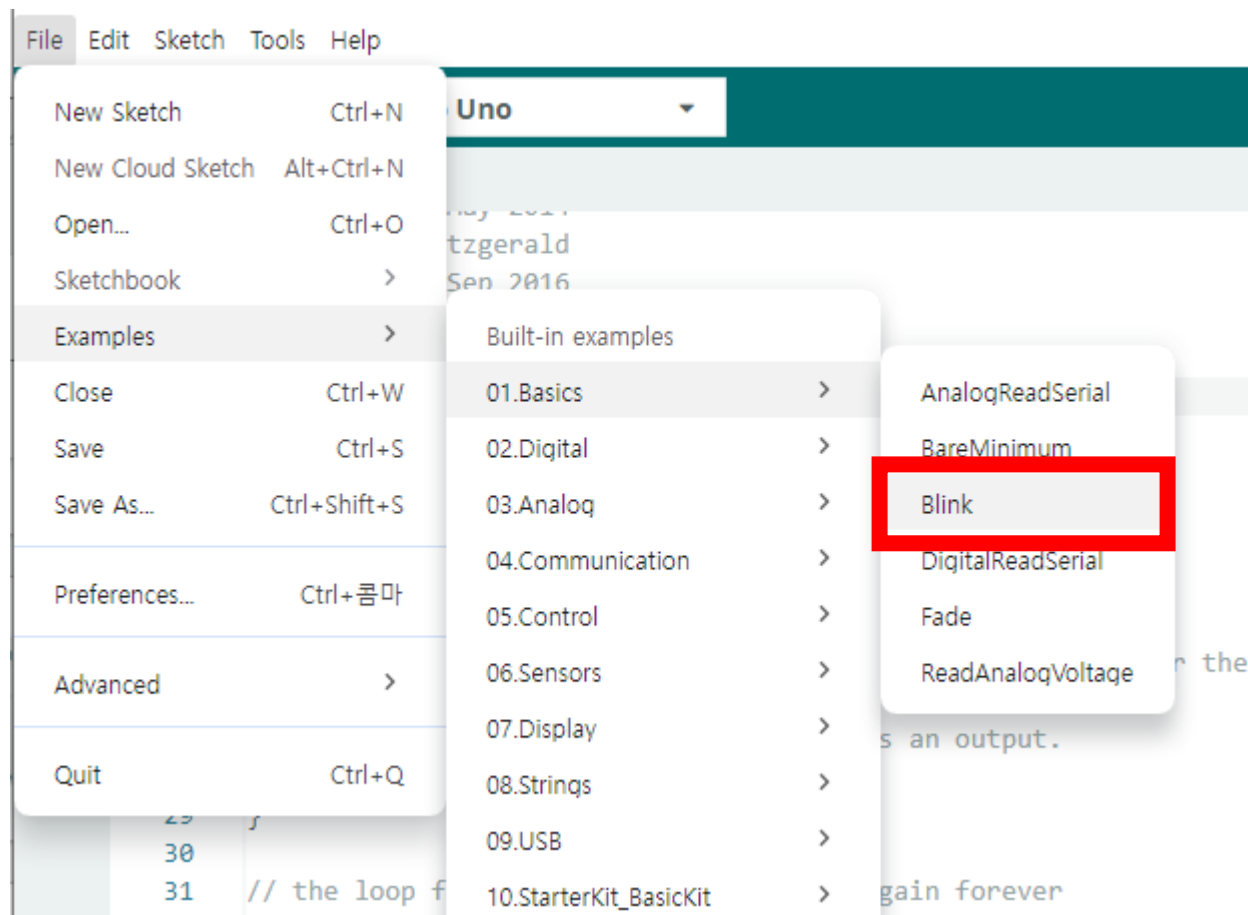 File Edit Sketch Tools Help
Uno
New Sketch Ctrl+N
New Cloud Sketch Alt+Ctrl+N
Open... Ctrl+O
Sketchbook
Examples
Close Ctrl+W
Save Ctrl+S
Save As... Ctrl+Shift+S
Preferences... Ctrl+콤마
Advanced
Quit Ctrl+Q
Built-in examples
01.Basics
02.Digital
03.Analog
04.Communication
05.Control
06.Sensors
07.Display
08.Strings
09.USB
10.StarterKit_BasicKit
AnalogReadSerial
BareMinimum
Blink
DigitalReadSerial
Fade
ReadAnalogVoltage
tzgerald
Sep 2016
r the
s an output.
29 }
30
31 // the loop f
gain forever